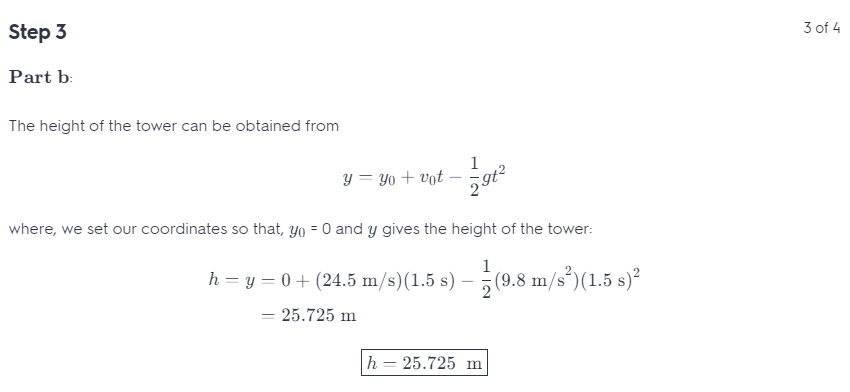 Step 3
3 of 4
Part b:
The height of the tower can be obtained from
y = y₀ + v₀t − 1/2 gt²
where, we set our coordinates so that, y₀ = 0 and y gives the height of the tower:
h = y = 0 + (24.5 m/s)(1.5 s) − 1/2 (9.8 m/s²)(1.5 s)²
= 25.725 m
h = 25.725 m